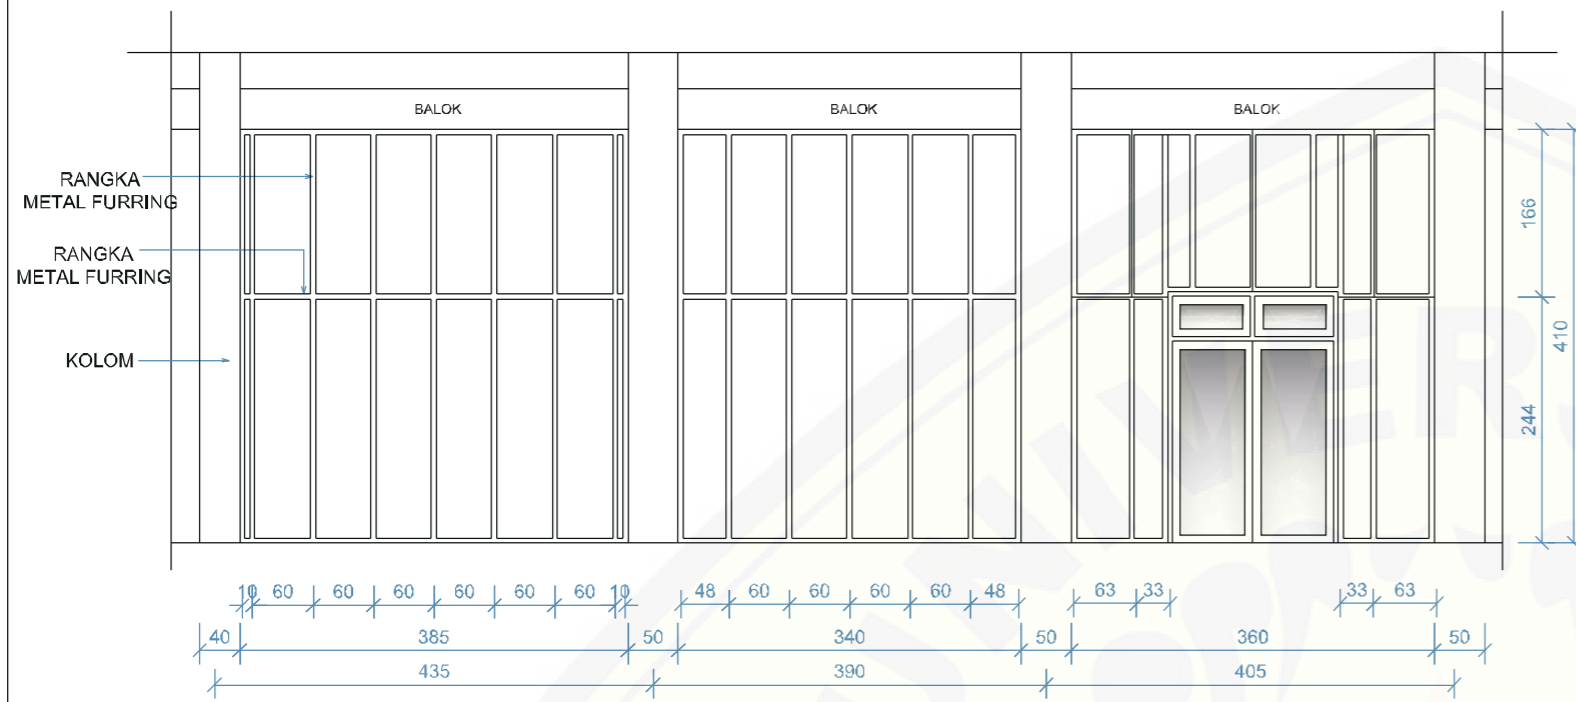 BALOK
BALOK
BALOK
RANGKA
METAL FURRING
RANGKA
METAL FURRING
KOLOM
166
244
410
UNIVERS
10 60 60 60 60 60 60 10
48 60 60 60 60 48
63 33
33 63
40 385 50 340 50 360 50
435 390 405